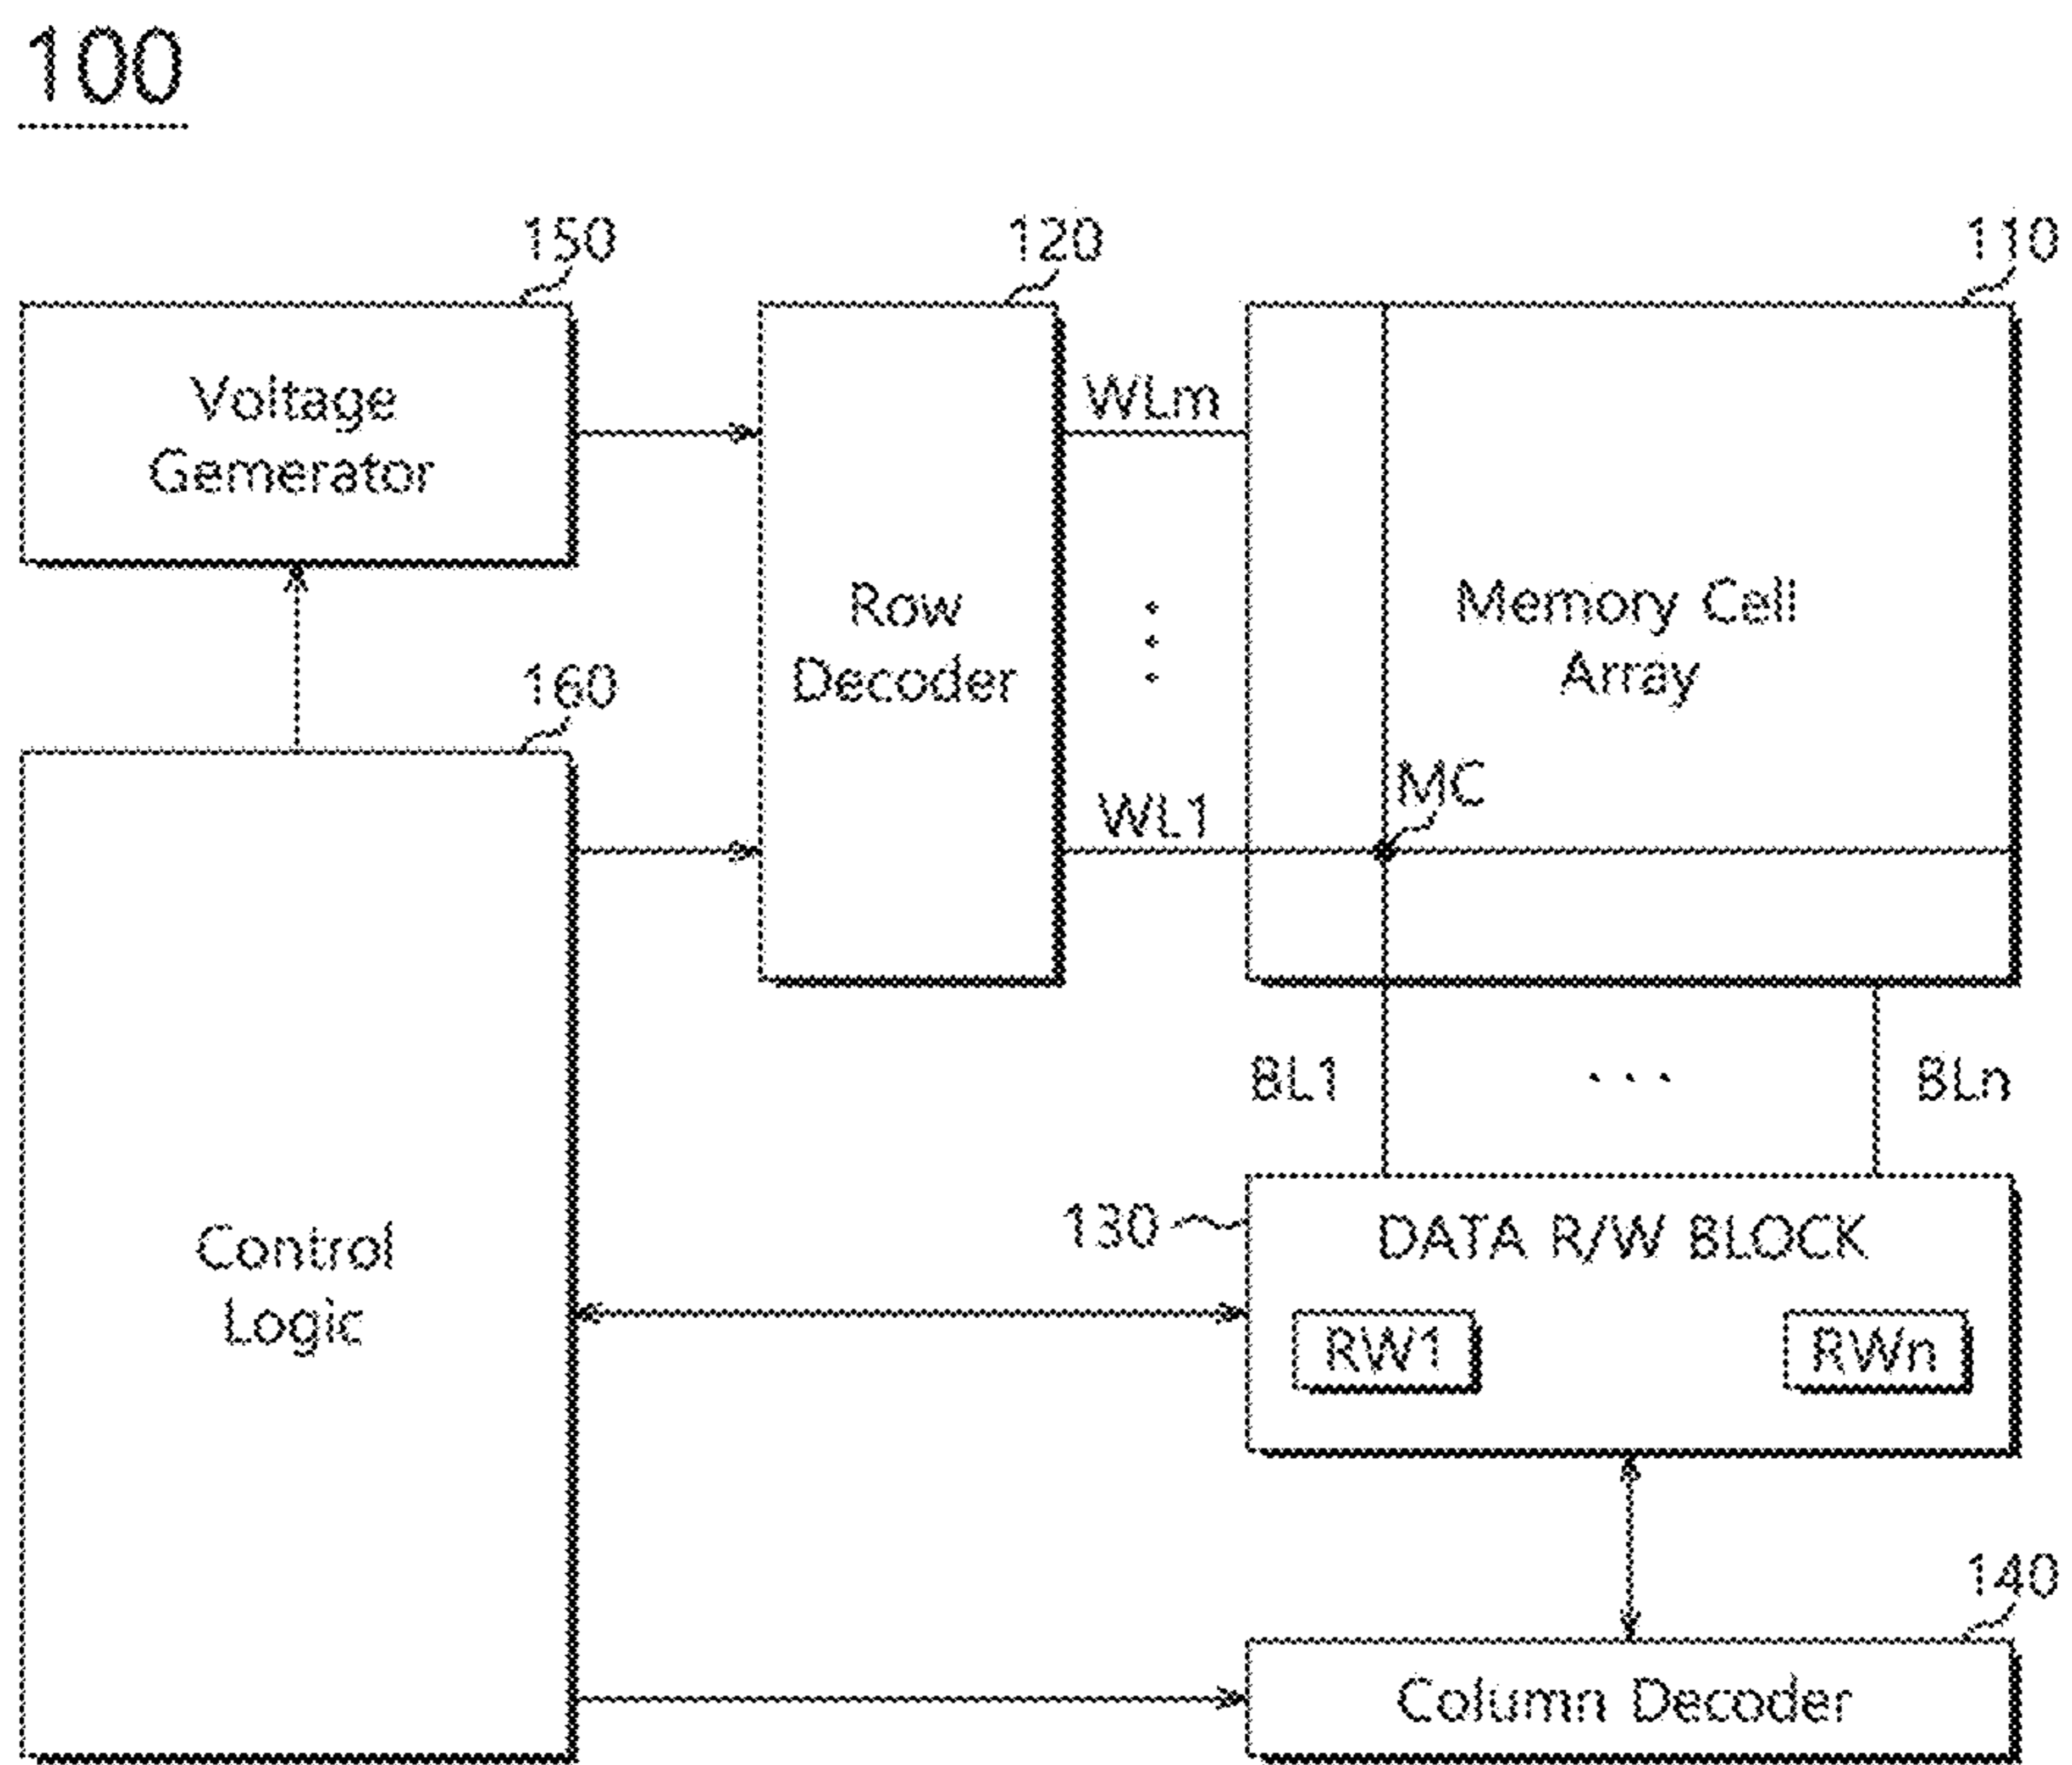 100
150
120
110
Voltage
Gemerator
WLm
Row
Decoder
Memory Cell
Array
160
WL1
MC
BL1
BLn
130
DATA R/W BLOCK
Control
Logic
RW1
RWn
140
Column Decoder